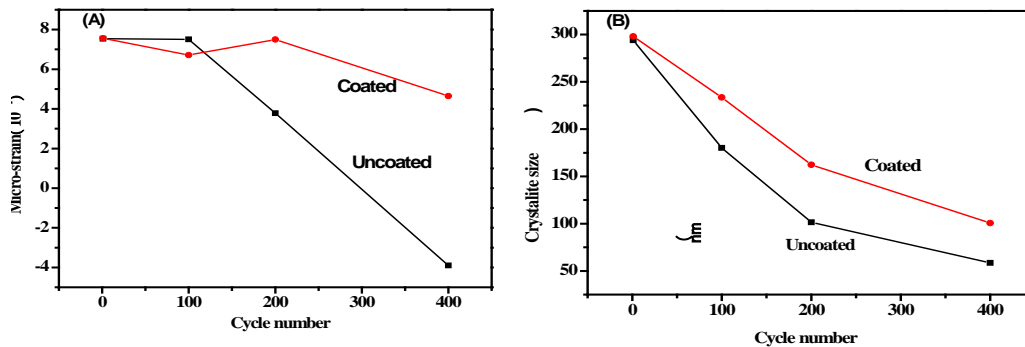 (A)
8
6
4
2
0
-2
-4
Micro-strain(10
Coated
Uncoated
0 100 200 300 400
Cycle number
(B)
300
250
200
150
100
50
Crystalite size
)
(
nm
Coated
Uncoated
0 100 200 300 400
Cycle number